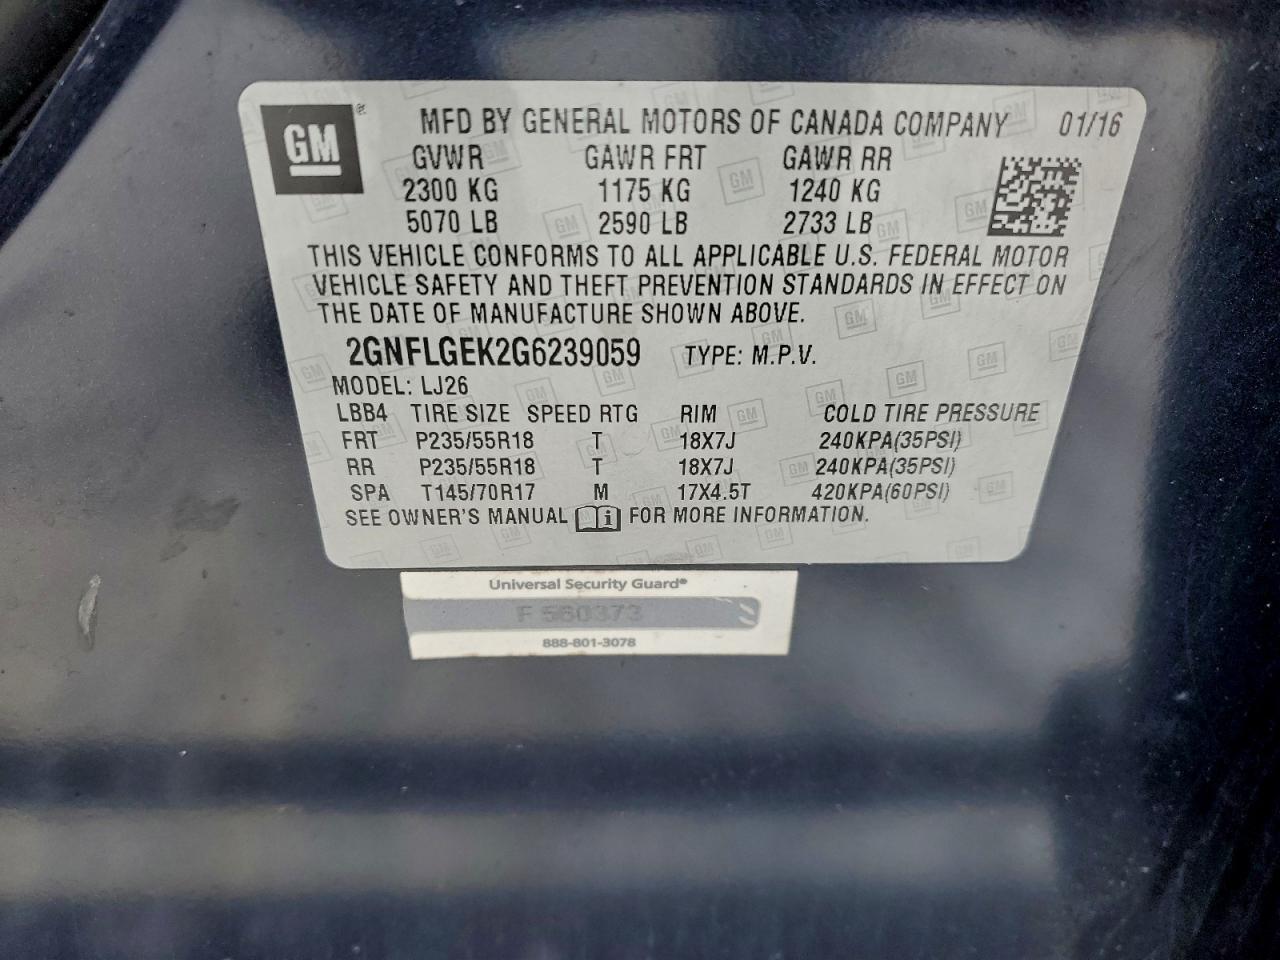 GM ® MFD BY GENERAL MOTORS OF CANADA COMPANY 01/16
GVWR GAWR FRT GAWR RR
2300 KG 1175 KG 1240 KG
5070 LB 2590 LB 2733 LB
THIS VEHICLE CONFORMS TO ALL APPLICABLE U.S. FEDERAL MOTOR
VEHICLE SAFETY AND THEFT PREVENTION STANDARDS IN EFFECT ON
THE DATE OF MANUFACTURE SHOWN ABOVE.
2GNFLGEK2G6239059 TYPE: M.P.V.
MODEL: LJ26
LBB4 TIRE SIZE SPEED RTG RIM COLD TIRE PRESSURE
FRT P235/55R18 T 18X7J 240KPA(35PSI)
RR P235/55R18 T 18X7J 240KPA(35PSI)
SPA T145/70R17 M 17X4.5T 420KPA(60PSI)
SEE OWNER'S MANUAL i FOR MORE INFORMATION.
Universal Security Guard®
F 560373
888-801-3078